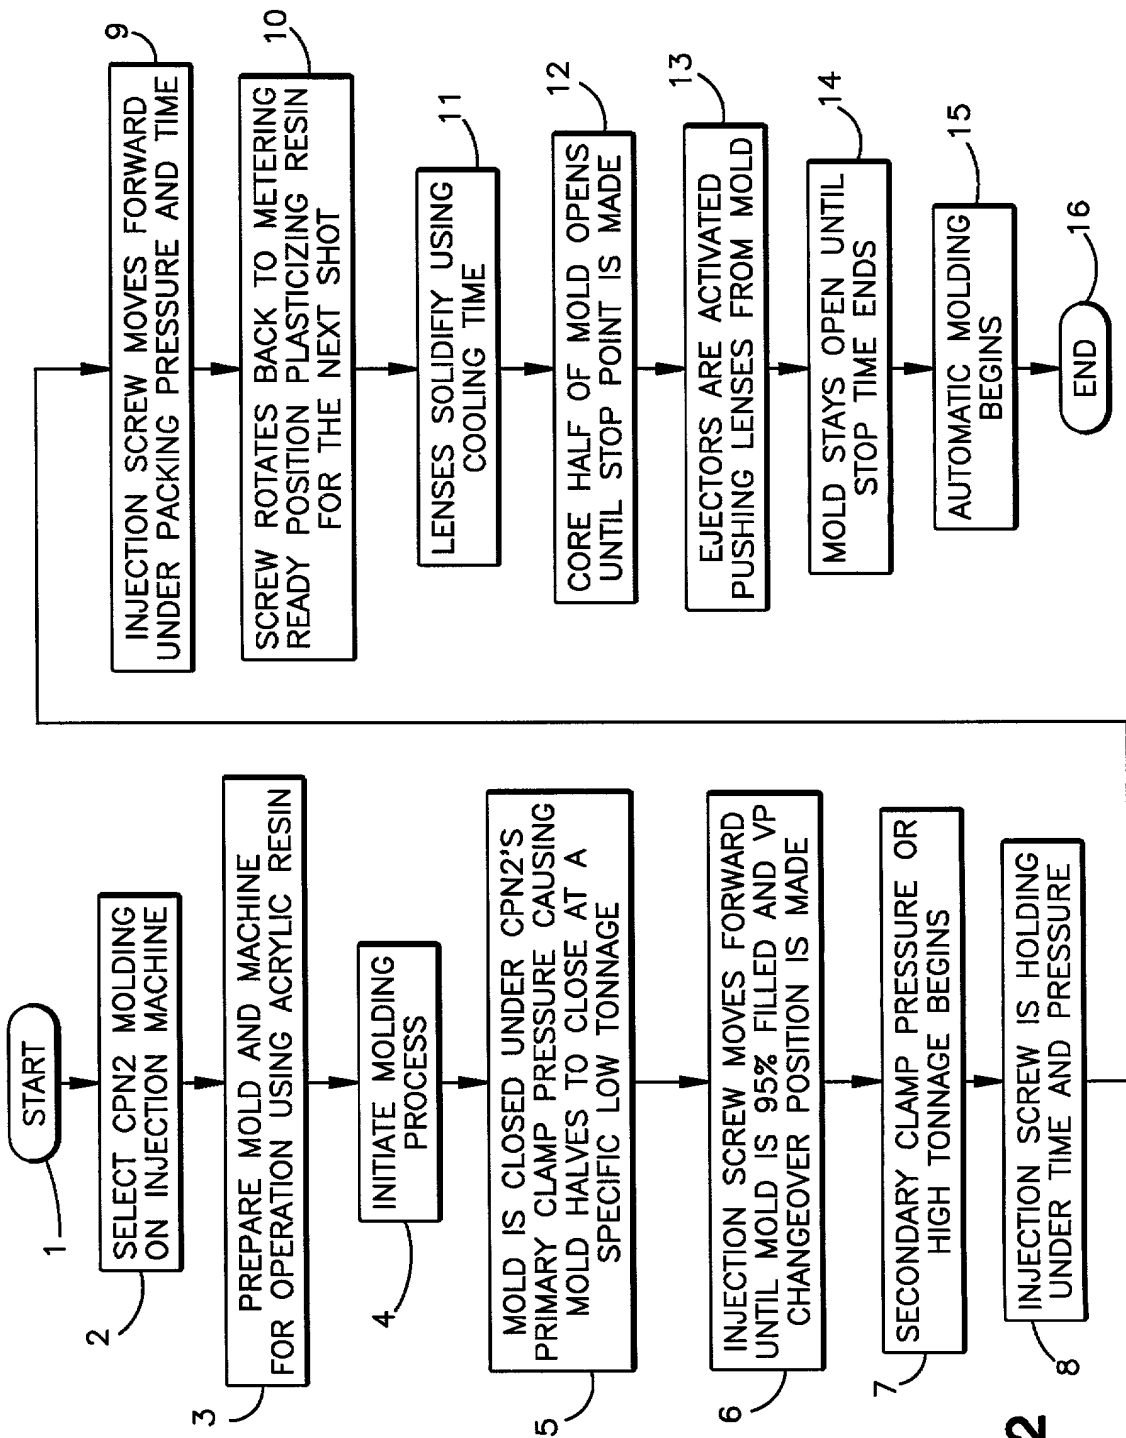 START
1
SELECT CPN2 MOLDING
ON INJECTION MACHINE
2
PREPARE MOLD AND MACHINE
FOR OPERATION USING ACRYLIC RESIN
3
INITIATE MOLDING
PROCESS
4
MOLD IS CLOSED UNDER CPN2'S
PRIMARY CLAMP PRESSURE CAUSING
MOLD HALVES TO CLOSE AT A
SPECIFIC LOW TONNAGE
5
INJECTION SCREW MOVES FORWARD
UNTIL MOLD IS 95% FILLED AND VP
CHANGEOVER POSITION IS MADE
6
SECONDARY CLAMP PRESSURE OR
HIGH TONNAGE BEGINS
7
INJECTION SCREW IS HOLDING
UNDER TIME AND PRESSURE
8
INJECTION SCREW MOVES FORWARD
UNDER PACKING PRESSURE AND TIME
9
SCREW ROTATES BACK TO METERING
READY POSITION PLASTICIZING RESIN
FOR THE NEXT SHOT
10
LENSES SOLIDIFIY USING
COOLING TIME
11
CORE HALF OF MOLD OPENS
UNTIL STOP POINT IS MADE
12
EJECTORS ARE ACTIVATED
PUSHING LENSES FROM MOLD
13
MOLD STAYS OPEN UNTIL
STOP TIME ENDS
14
AUTOMATIC MOLDING
BEGINS
15
END
16
2